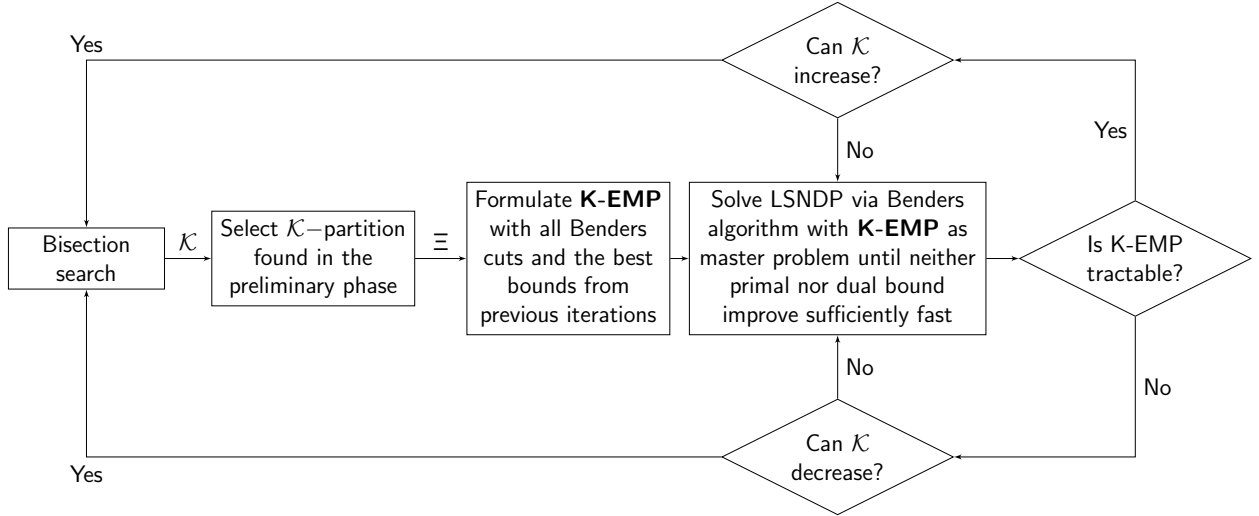 Can 𝒦
increase?
Yes
Yes
No
Bisection
search
𝒦
Select 𝒦−partition
found in the
preliminary phase
Ξ
Formulate K-EMP
with all Benders
cuts and the best
bounds from
previous iterations
Solve LSNDP via Benders
algorithm with K-EMP as
master problem until neither
primal nor dual bound
improve sufficiently fast
Is K-EMP
tractable?
No
No
Can 𝒦
decrease?
Yes